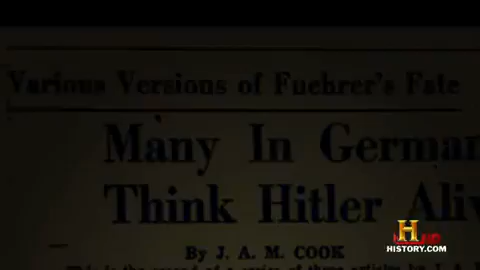 Various Versions of Fuehrer's Fate
Many In German
Think Hitler Aliv
By J. A. M. COOK
H
HISTORY.COM